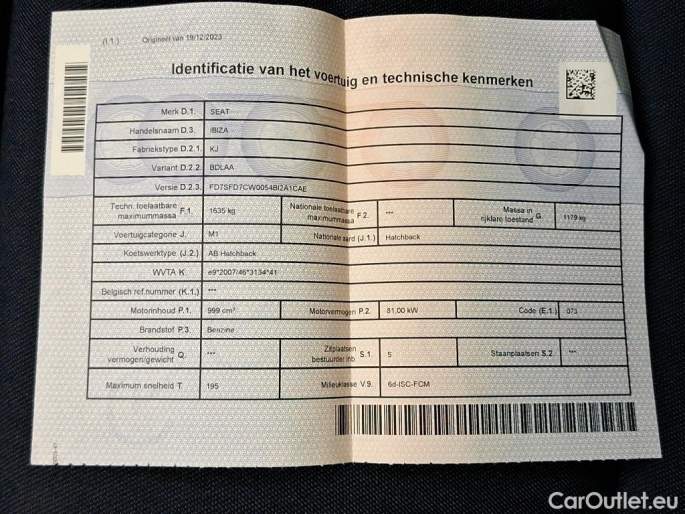 (I.1.) Origineel van 19/12/2023
Identificatie van het voertuig en technische kenmerken
Merk D.1. SEAT
Handelsnaam D.3. IBIZA
Fabriekstype D.2.1. KJ
Variant D.2.2. BDLAA
Versie D.2.3. FD7SFD7CW0054BI2A1CAE
Techn. toelaatbare maximummassa F.1. 1635 kg Nationale toelaatbare maximummassa F.2. *** Massa in rijklare toestand G. 1179 kg
Voertuigcategorie J. M1 Nationale aard (J.1.) Hatchback
Koetswerktype (J.2.) AB Hatchback
WVTA K. e9*2007/46*3134*41
Belgisch ref.nummer (K.1.) ***
Motorinhoud P.1. 999 cm³ Motorvermogen P.2. 81,00 kW Code (E.1.) 073
Brandstof P.3. Benzine
Verhouding vermogen/gewicht Q. *** Zitplaatsen bestuurder inb. S.1. 5 Staanplaatsen S.2. ***
Maximum snelheid T. 195 Milieuklasse V.9. 6d-ISC-FCM
CarOutlet.eu